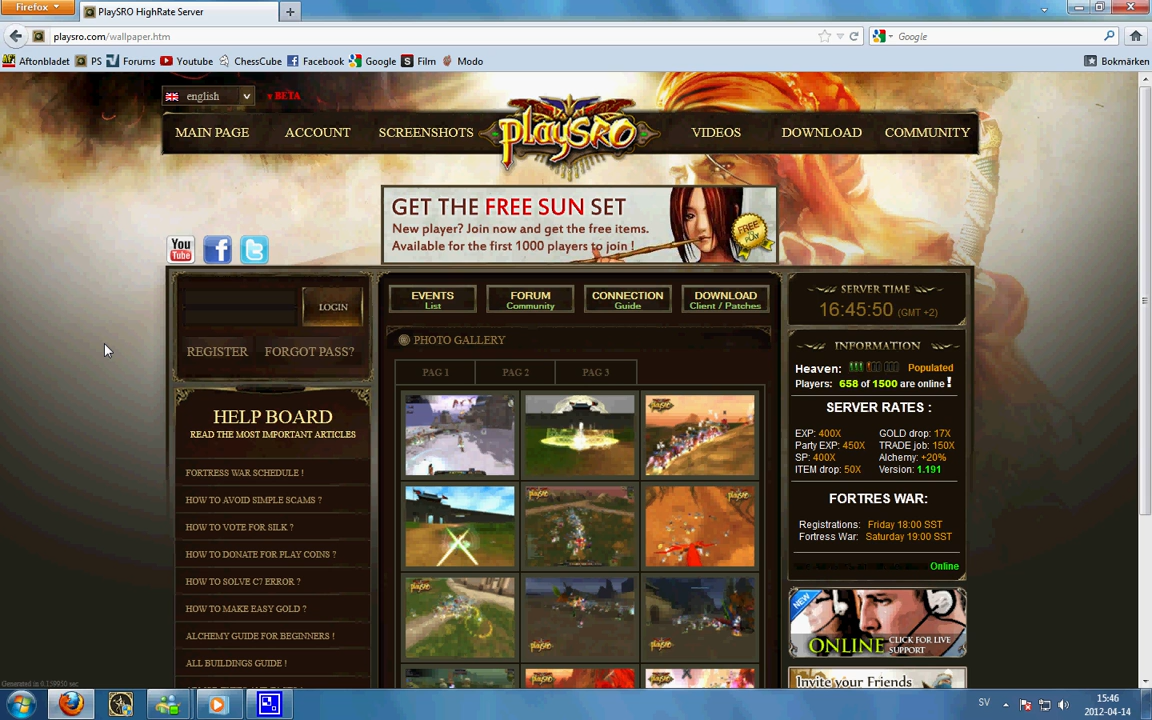 Firefox
PlaySRO HighRate Server
playsro.com/wallpaper.htm
Google
Aftonbladet
PS
Forums
Youtube
ChessCube
Facebook
Google
Film
Modo
Bokmärken
english
BETA
MAIN PAGE
ACCOUNT
SCREENSHOTS
playSRO
VIDEOS
DOWNLOAD
COMMUNITY
GET THE FREE SUN SET
New player? Join now and get the free items.
Available for the first 1000 players to join !
FREE
PLAY
You
Tube
LOGIN
REGISTER
FORGOT PASS?
HELP BOARD
READ THE MOST IMPORTANT ARTICLES
FORTRESS WAR SCHEDULE !
HOW TO AVOID SIMPLE SCAMS ?
HOW TO VOTE FOR SILK ?
HOW TO DONATE FOR PLAY COINS ?
HOW TO SOLVE C7 ERROR ?
HOW TO MAKE EASY GOLD ?
ALCHEMY GUIDE FOR BEGINNERS !
ALL BUILDINGS GUIDE !
EVENTS
List
FORUM
Community
CONNECTION
Guide
DOWNLOAD
Client / Patches
PHOTO GALLERY
PAG 1
PAG 2
PAG 3
SERVER TIME
16:45:50 (GMT +2)
INFORMATION
Heaven: Populated
Players: 658 of 1500 are online !
SERVER RATES :
EXP: 400X
GOLD drop: 17X
Party EXP: 450X
TRADE job: 150X
SP: 400X
Alchemy: +20%
ITEM drop: 50X
Version: 1.191
FORTRES WAR:
Registrations: Friday 18:00 SST
Fortress War: Saturday 19:00 SST
Online
NEW
ONLINE
CLICK FOR LIVE
SUPPORT
Invite your Friends
Generated in 0.159950 sec
SV
15:46
2012-04-14